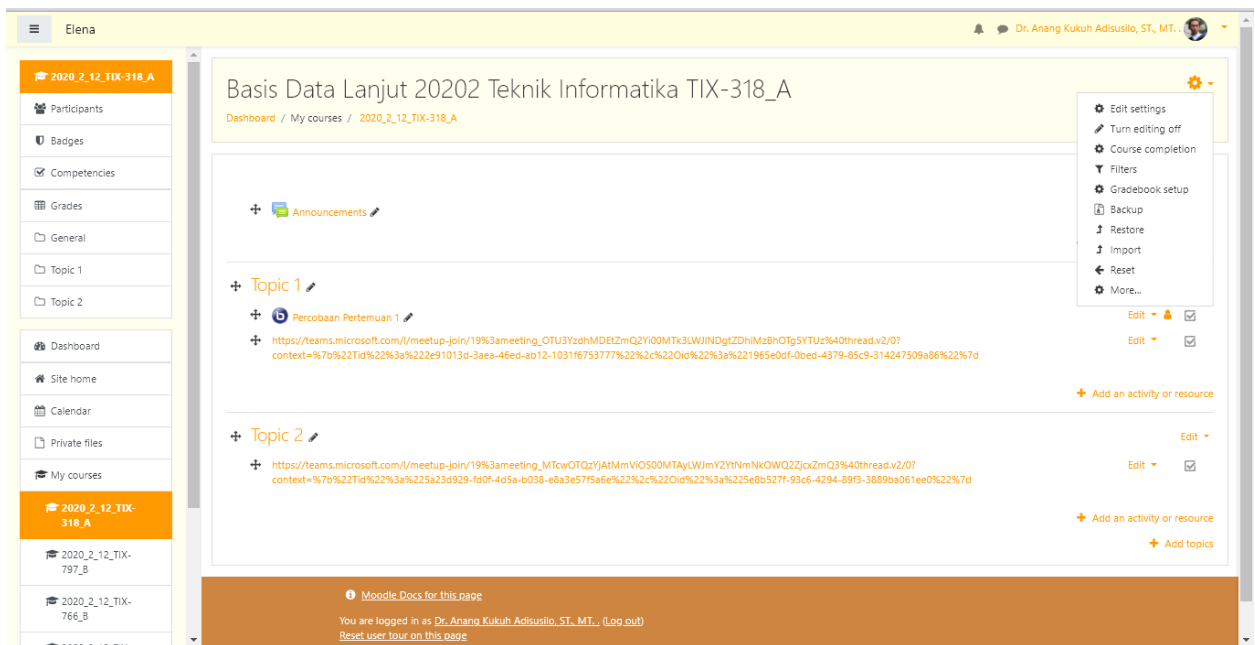 Elena
Dr. Anang Kukuh Adisusilo, ST., MT. .
2020_2_12_TIX-318_A
Participants
Badges
Competencies
Grades
General
Topic 1
Topic 2
Dashboard
Site home
Calendar
Private files
My courses
2020_2_12_TIX-
318_A
2020_2_12_TIX-
797_B
2020_2_12_TIX-
766_B
Basis Data Lanjut 20202 Teknik Informatika TIX-318_A
Dashboard / My courses / 2020_2_12_TIX-318_A
Edit settings
Turn editing off
Course completion
Filters
Gradebook setup
Backup
Restore
Import
Reset
More...
Announcements
Topic 1
Percobaan Pertemuan 1
Edit
https://teams.microsoft.com/l/meetup-join/19%3ameeting_OTU3YzdhMDEtZmQ2Yi00MTk3LWJINDgtZDhiMzBhOTg5YTUz%40thread.v2/0?
Edit
context=%7b%22Tid%22%3a%222e91013d-3aea-46ed-ab12-1031f6753777%22%2c%22Oid%22%3a%221965e0df-0bed-4379-85c9-314247509a86%22%7d
+ Add an activity or resource
Topic 2
Edit
https://teams.microsoft.com/l/meetup-join/19%3ameeting_MTcwOTQzYjAtMmViOS00MTAyLWJmY2YtNmNkOWQ2ZjcxZmQ3%40thread.v2/0?
Edit
context=%7b%22Tid%22%3a%225a23d929-fd0f-4d5a-b038-e8a3e57f5a6e%22%2c%22Oid%22%3a%225e8b527f-93c6-4294-89f3-3889ba061ee0%22%7d
+ Add an activity or resource
+ Add topics
Moodle Docs for this page
You are logged in as Dr. Anang Kukuh Adisusilo, ST., MT. . (Log out)
Reset user tour on this page